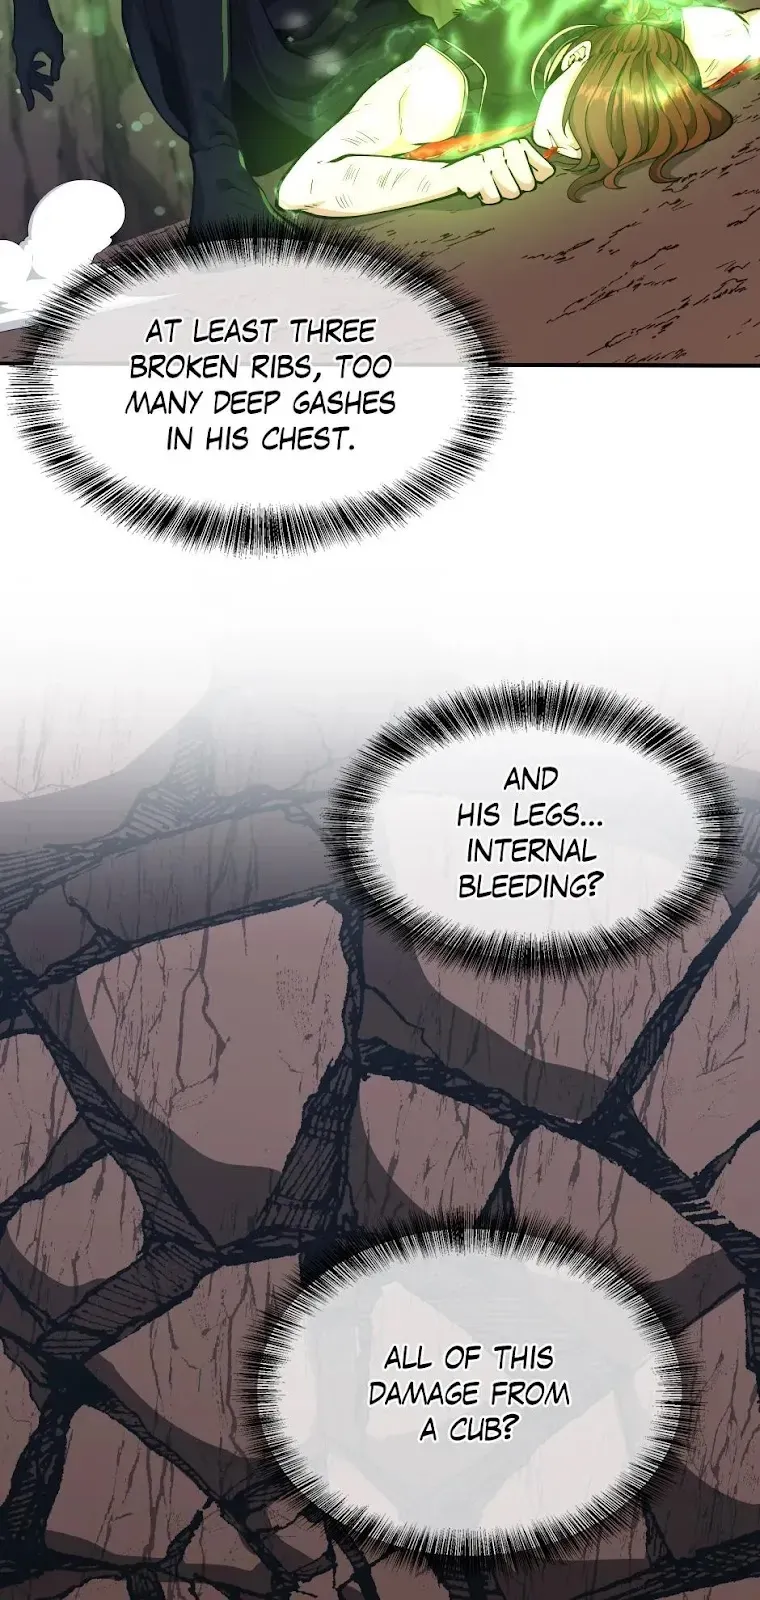 AT LEAST THREE
BROKEN RIBS, TOO
MANY DEEP GASHES
IN HIS CHEST.
AND
HIS LEGS...
INTERNAL
BLEEDING?
ALL OF THIS
DAMAGE FROM
A CUB?